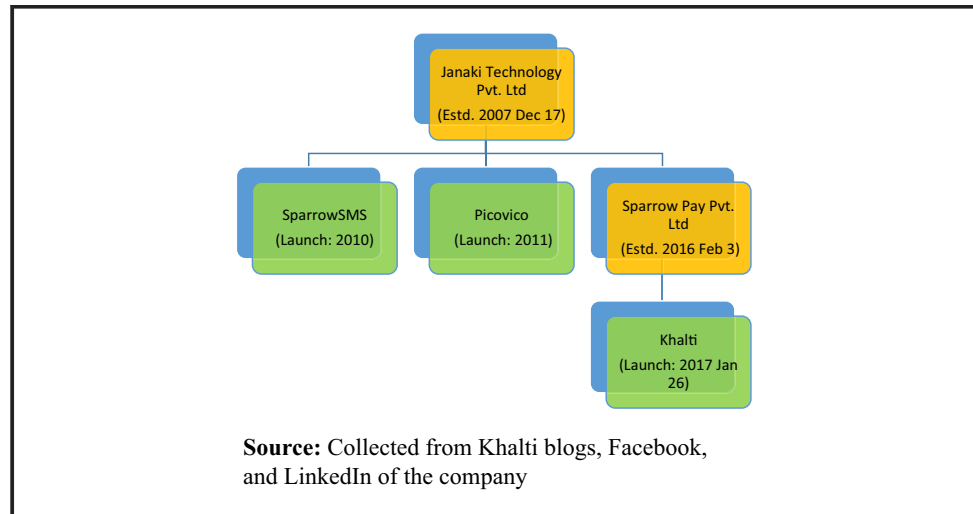 Janaki Technology
Pvt. Ltd
(Estd. 2007 Dec 17)
SparrowSMS
(Launch: 2010)
Picovico
(Launch: 2011)
Sparrow Pay Pvt.
Ltd
(Estd. 2016 Feb 3)
Khalti
(Launch: 2017 Jan
26)
Source: Collected from Khalti blogs, Facebook,
and LinkedIn of the company